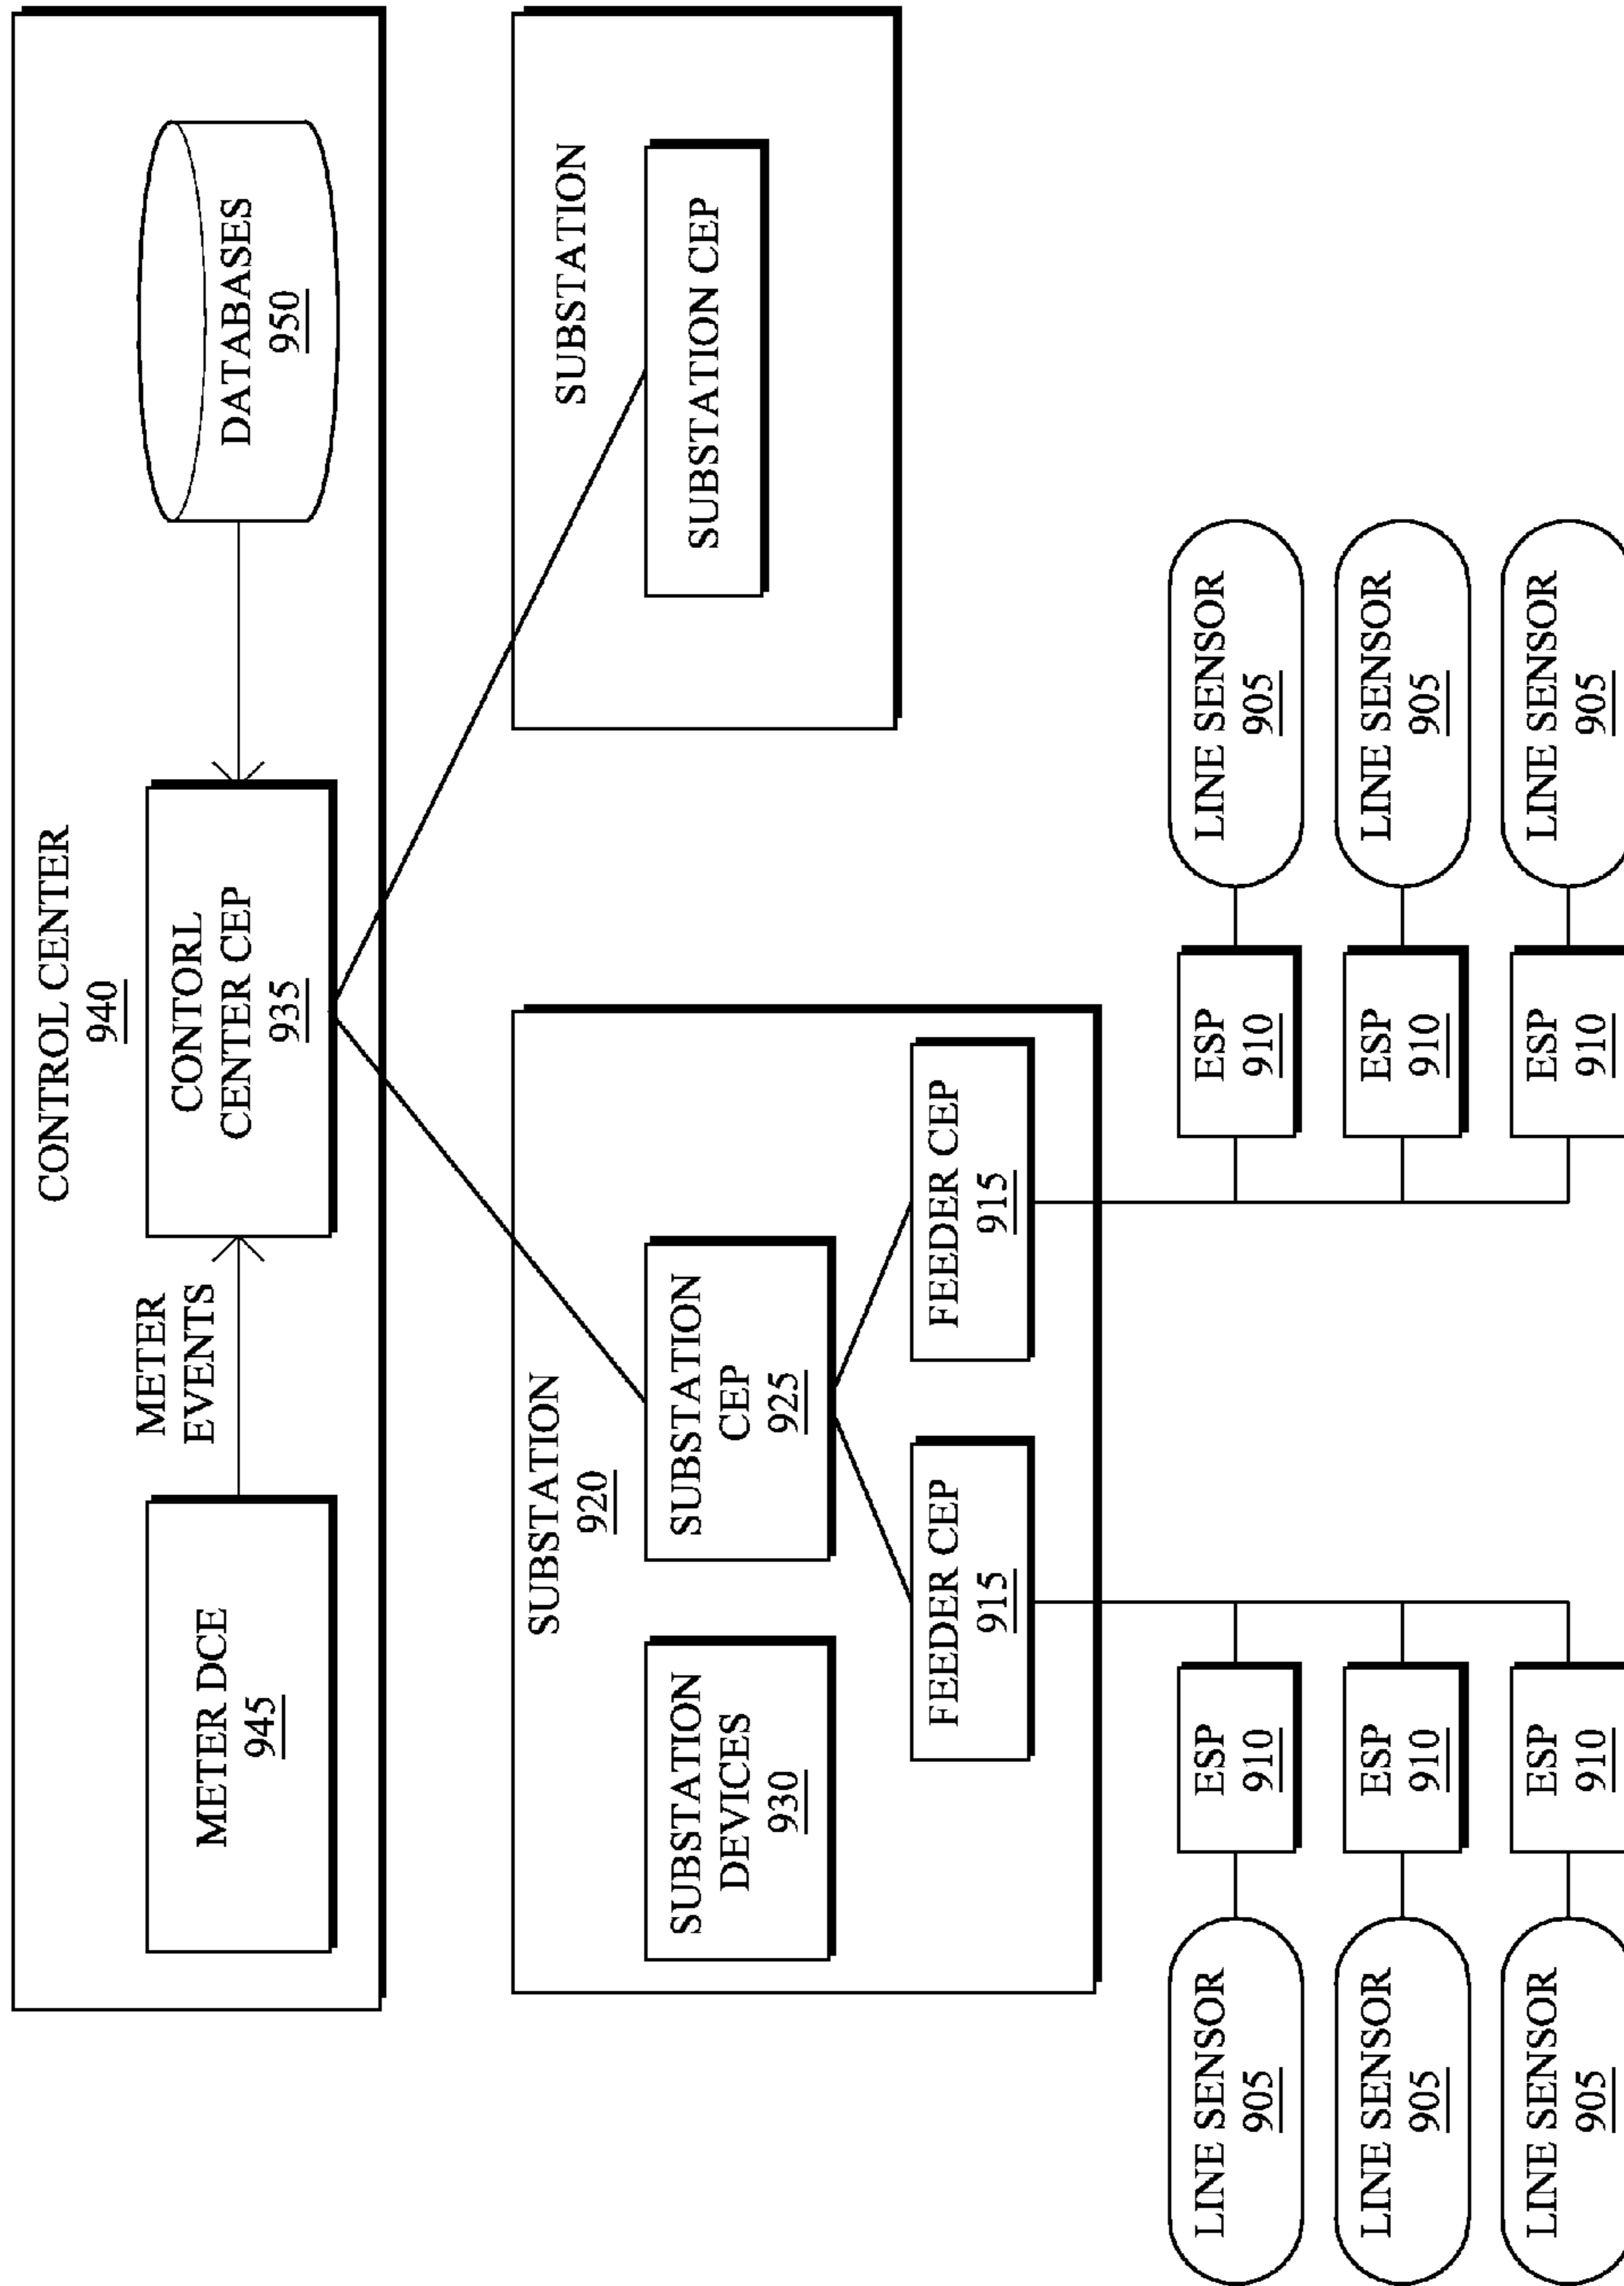 CONTROL CENTER
940
METER DCE
945
METER
EVENTS
CONTORL
CENTER CEP
935
DATABASES
950
SUBSTATION
920
SUBSTATION
DEVICES
930
SUBSTATION
CEP
925
FEEDER CEP
915
FEEDER CEP
915
SUBSTATION
SUBSTATION CEP
LINE SENSOR
905
ESP
910
ESP
910
LINE SENSOR
905
LINE SENSOR
905
ESP
910
ESP
910
LINE SENSOR
905
LINE SENSOR
905
ESP
910
ESP
910
LINE SENSOR
905